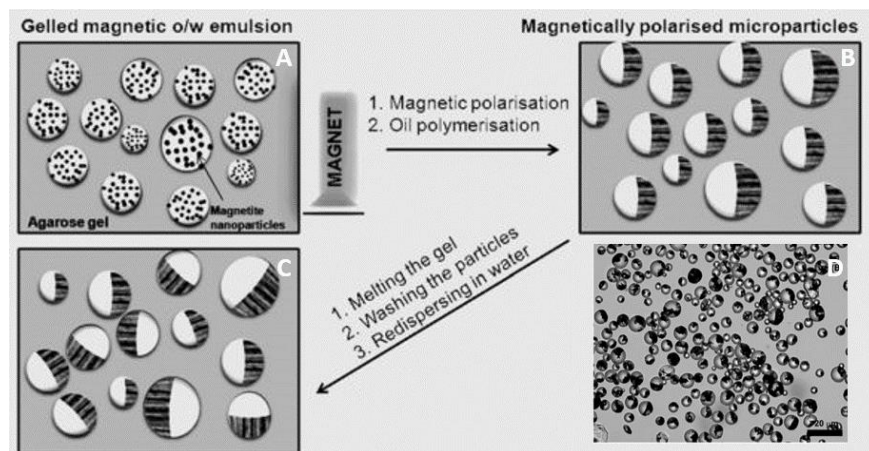 Gelled magnetic o/w emulsion
Magnetically polarised microparticles
A
B
MAGNET
1. Magnetic polarisation
2. Oil polymerisation
Magnetite
nanoparticles
Agarose gel
C
1. Melting the gel
2. Washing the particles
3. Redispersing in water
D
20 µm